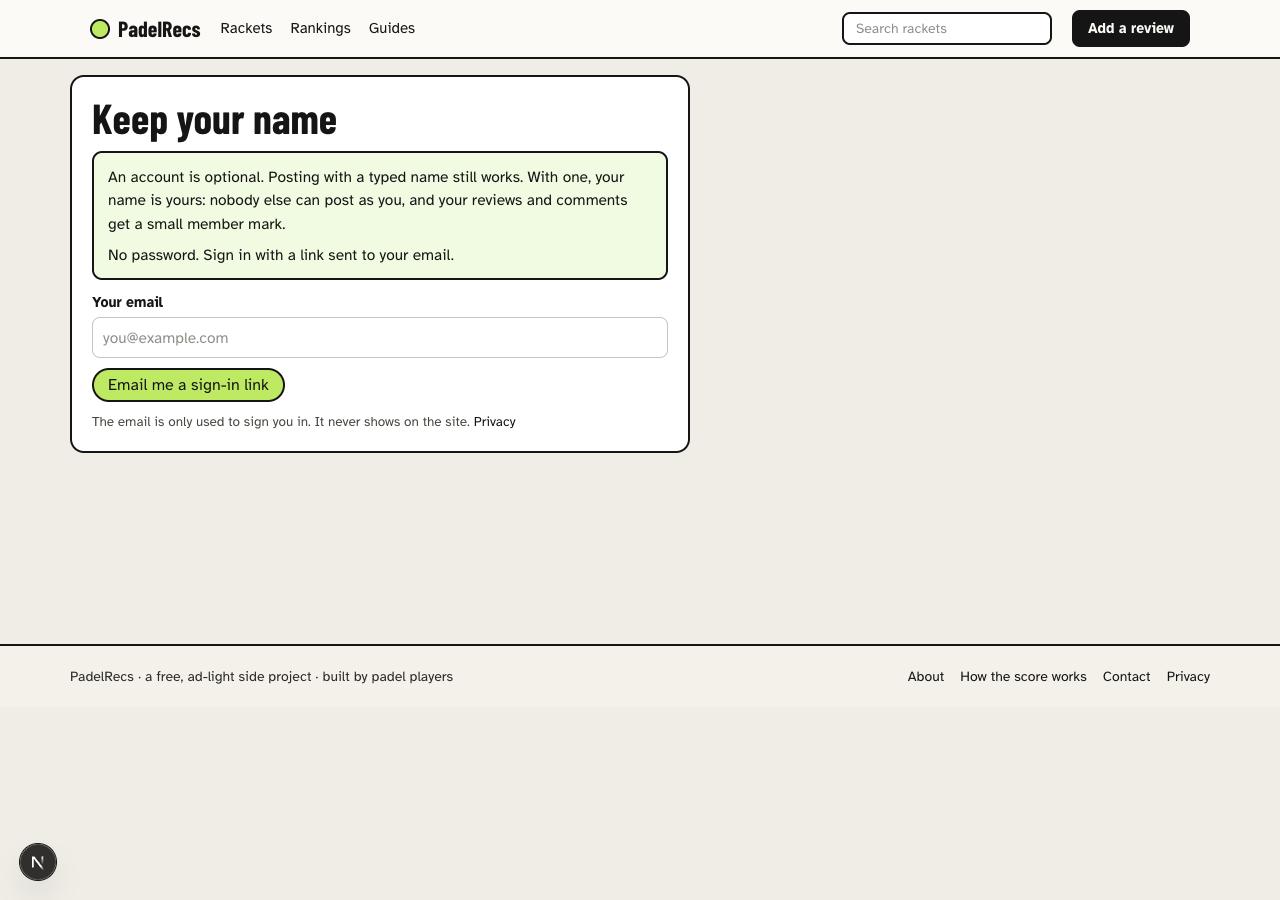 PadelRecs
Rackets
Rankings
Guides
Search rackets
Add a review
Keep your name
An account is optional. Posting with a typed name still works. With one, your
name is yours: nobody else can post as you, and your reviews and comments
get a small member mark.
No password. Sign in with a link sent to your email.
Your email
you@example.com
Email me a sign-in link
The email is only used to sign you in. It never shows on the site. Privacy
PadelRecs · a free, ad-light side project · built by padel players
About
How the score works
Contact
Privacy
N